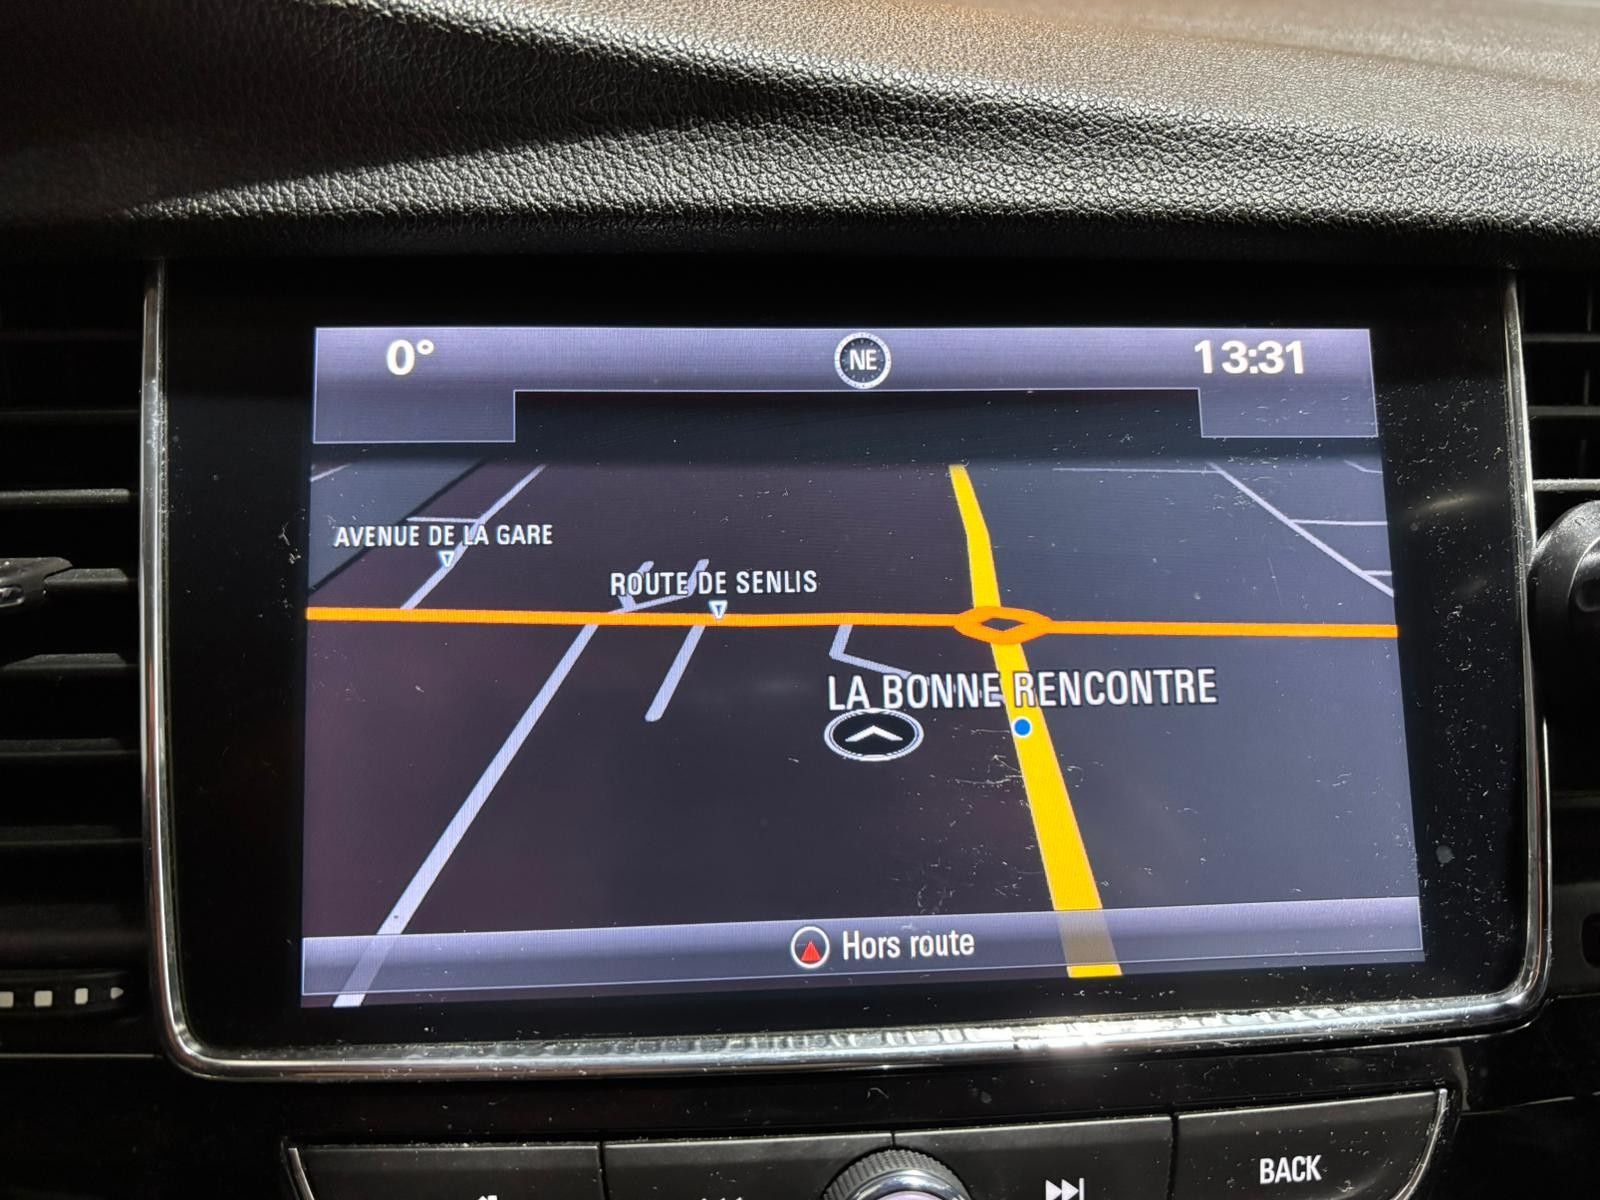 0°
NE
13:31
AVENUE DE LA GARE
ROUTE DE SENLIS
LA BONNE RENCONTRE
Hors route
BACK